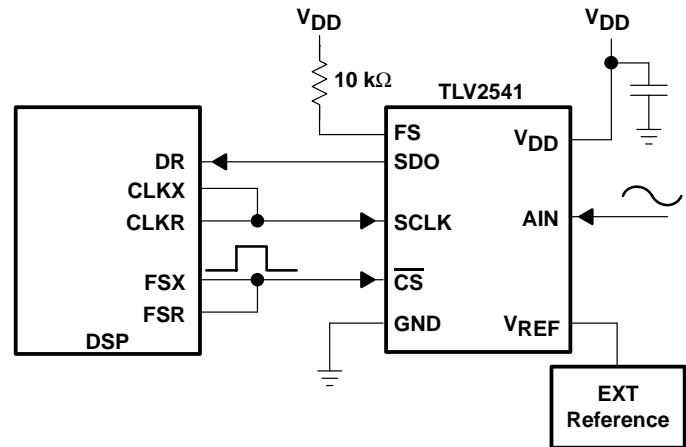 VDD
VDD
10 kΩ
TLV2541
FS
VDD
DR
SDO
CLKX
CLKR
SCLK
AIN
FSX
CS
FSR
GND
VREF
DSP
EXT
Reference